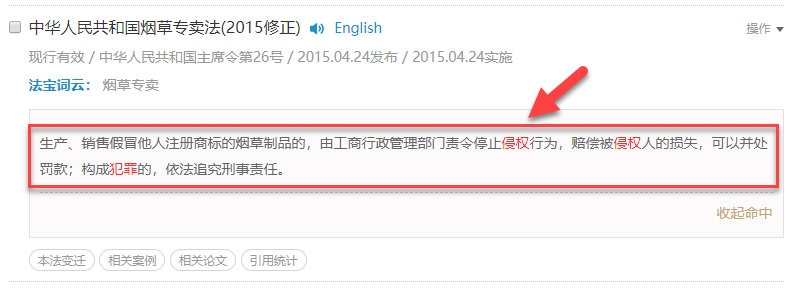 中华人民共和国烟草专卖法(2015修正) English 操作
现行有效 / 中华人民共和国主席令第26号 / 2015.04.24发布 / 2015.04.24实施
法宝词云： 烟草专卖
生产、销售假冒他人注册商标的烟草制品的，由工商行政管理部门责令停止侵权行为，赔偿被侵权人的损失，可以并处
罚款；构成犯罪的，依法追究刑事责任。
收起命中
本法变迁 相关案例 相关论文 引用统计